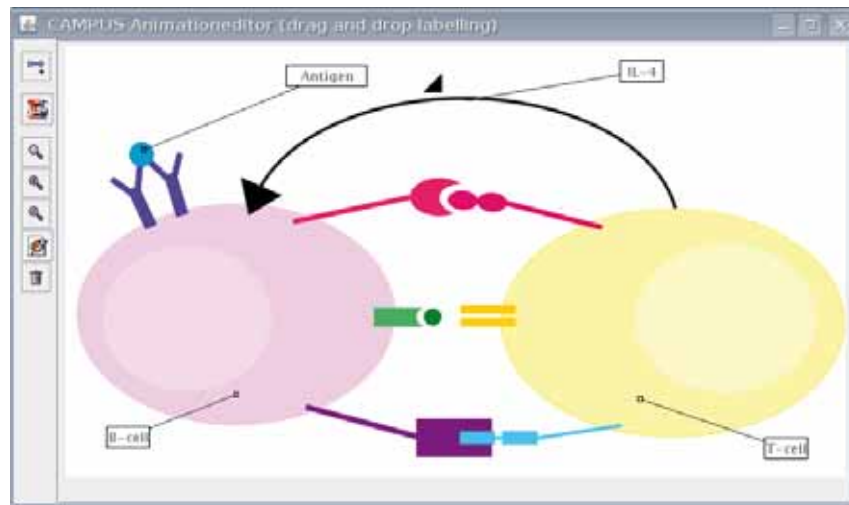 CAMPUS Animationeditor (drag and drop labelling)
Antigen
IL-4
B-cell
T-cell